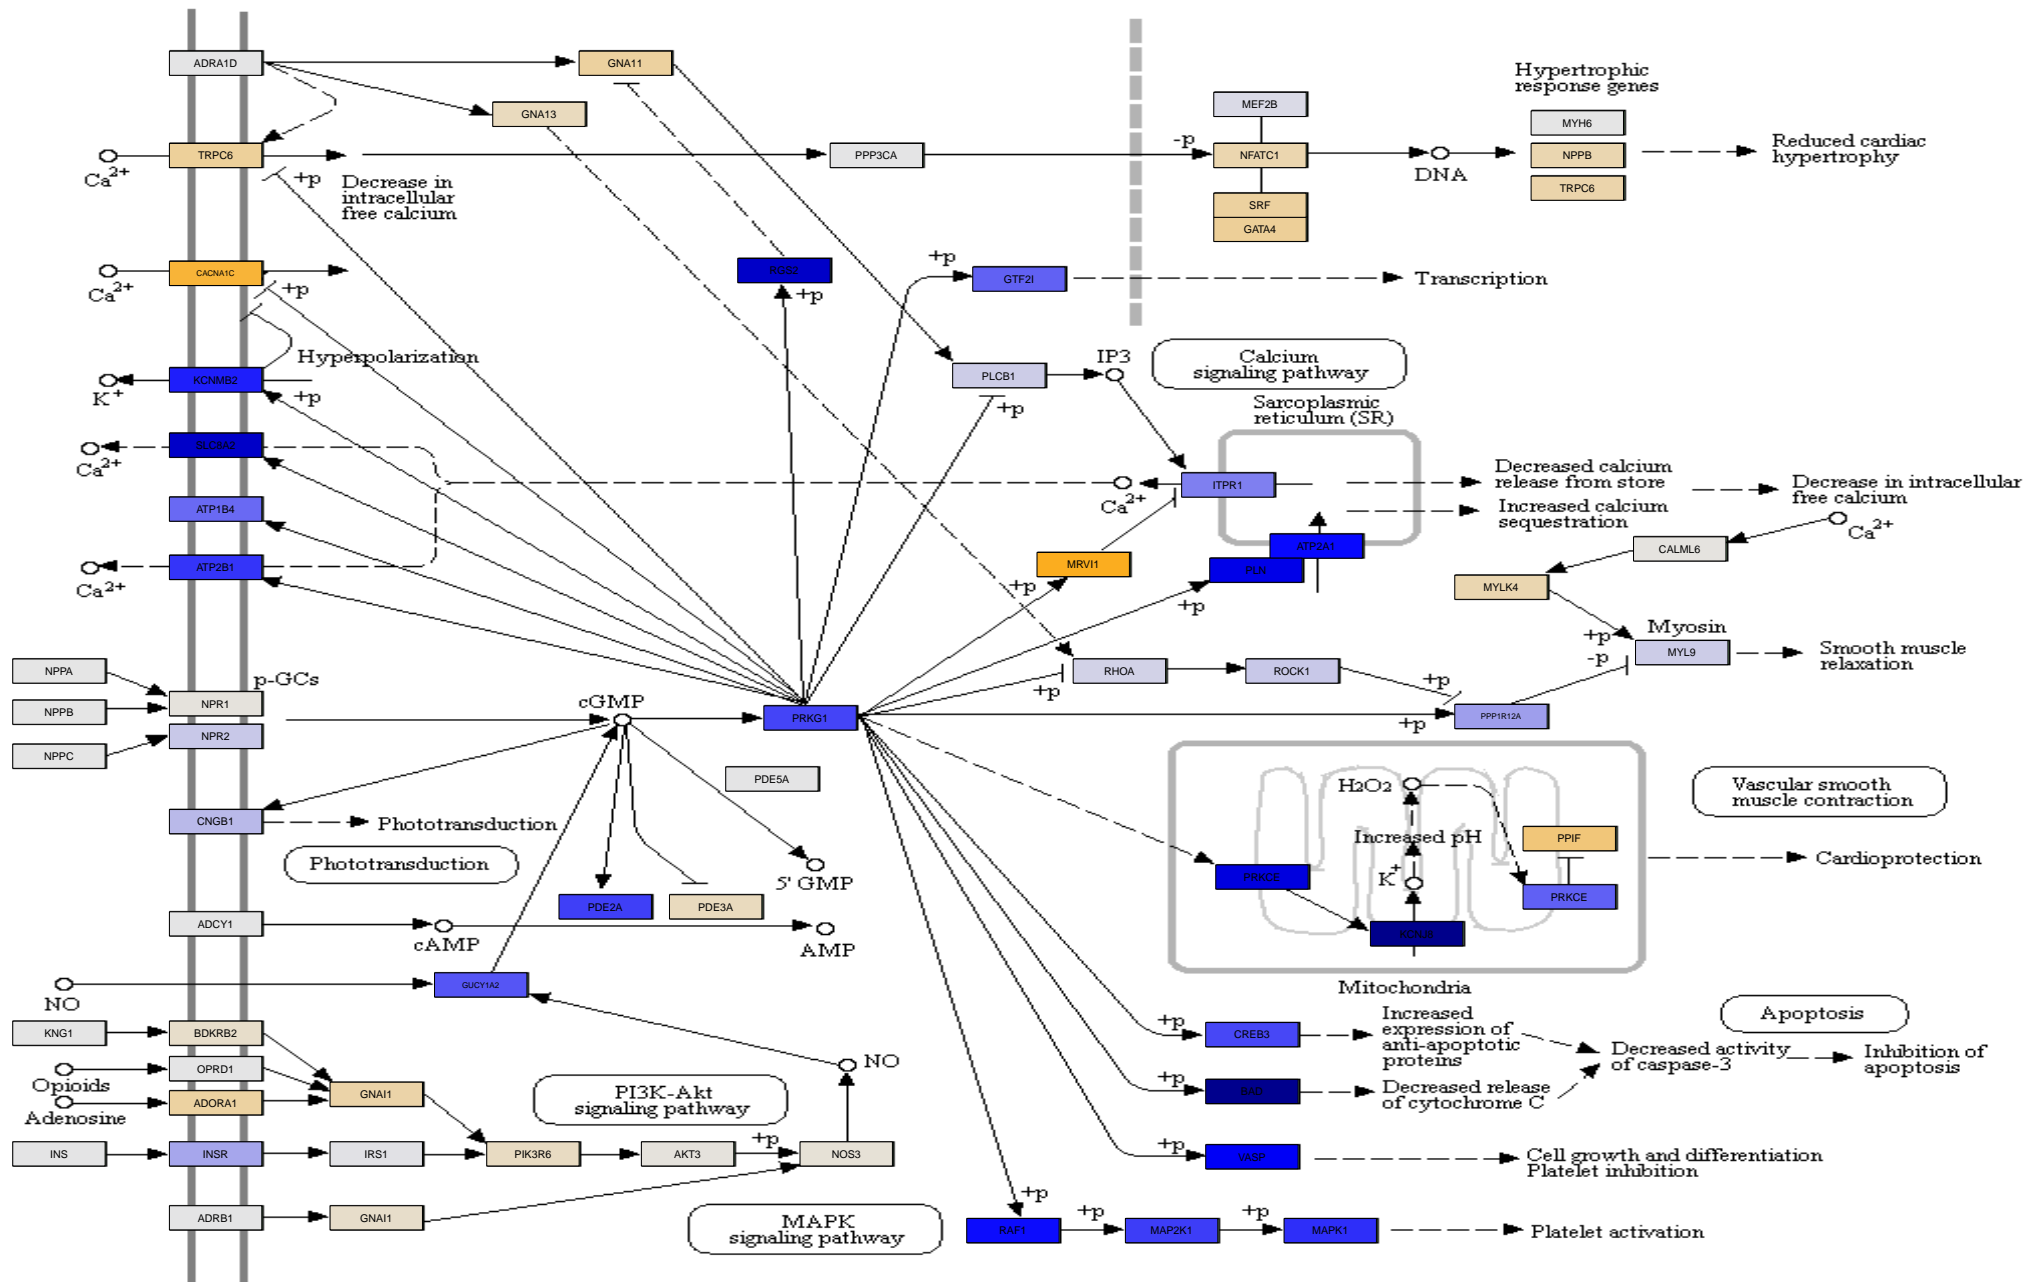 ADRA1D
GNA11
GNA13
Hypertrophic
response genes
MEF2B
MYH6
TRPC6
Ca2+
+p
Decrease in
intracellular
free calcium
PPP3CA
-p
NFATC1
DNA
NPPB
TRPC6
Reduced cardiac
hypertrophy
SRF
GATA4
CACNA1C
Ca2+
+p
RGS2
+p
+p
GTF2I
Transcription
Hyperpolarization
KCNMB2
K+
+p
PLCB1
+p
IP3
Calcium
signaling pathway
Sarcoplasmic
reticulum (SR)
SLC8A2
Ca2+
ATP1B4
ATP2B1
Ca2+
Ca2+
ITPR1
Decreased calcium
release from store
Increased calcium
sequestration
Decrease in intracellular
free calcium
Ca2+
ATP2A1
MRVI1
+p
PLN
+p
CALML6
MYLK4
+p
Myosin
-p
MYL9
Smooth muscle
relaxation
NPPA
NPPB
NPPC
p-GCs
NPR1
NPR2
cGMP
PRKG1
RHOA
+p
ROCK1
+p
+p
PPP1R12A
PDE5A
CNGB1
Phototransduction
Phototransduction
5' GMP
PDE2A
PDE3A
H2O2
Increased pH
K+
PPIF
PRKCE
PRKCE
KCNJ8
Mitochondria
Vascular smooth
muscle contraction
Cardioprotection
ADCY1
cAMP
AMP
NO
GUCY1A2
KNG1
BDKRB2
Opioids
OPRD1
Adenosine
ADORA1
GNAI1
NO
PI3K-Akt
signaling pathway
INS
INSR
IRS1
PIK3R6
AKT3
+p
NOS3
ADRB1
GNAI1
MAPK
signaling pathway
+p
CREB3
Increased
expression of
anti-apoptotic
proteins
Apoptosis
+p
BAD
Decreased release
of cytochrome C
Decreased activity
of caspase-3
Inhibition of
apoptosis
+p
VASP
Cell growth and differentiation
Platelet inhibition
+p
RAF1
+p
MAP2K1
+p
MAPK1
Platelet activation